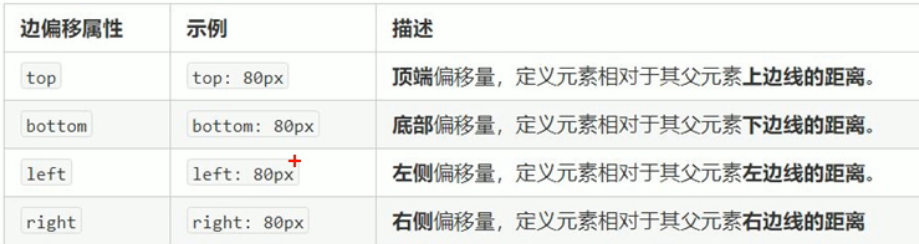 边偏移属性 示例 描述
top top: 80px 顶端偏移量，定义元素相对于其父元素上边线的距离。
bottom bottom: 80px 底部偏移量，定义元素相对于其父元素下边线的距离。
left left: 80px 左侧偏移量，定义元素相对于其父元素左边线的距离。
right right: 80px 右侧偏移量，定义元素相对于其父元素右边线的距离